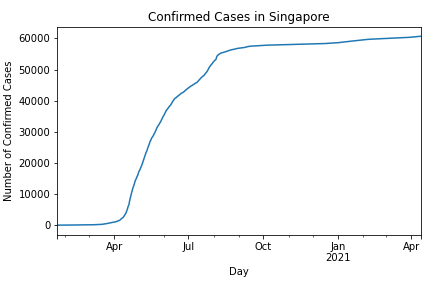 Confirmed Cases in Singapore
Number of Confirmed Cases
60000
50000
40000
30000
20000
10000
0
Apr
Jul
Oct
Jan
2021
Apr
Day